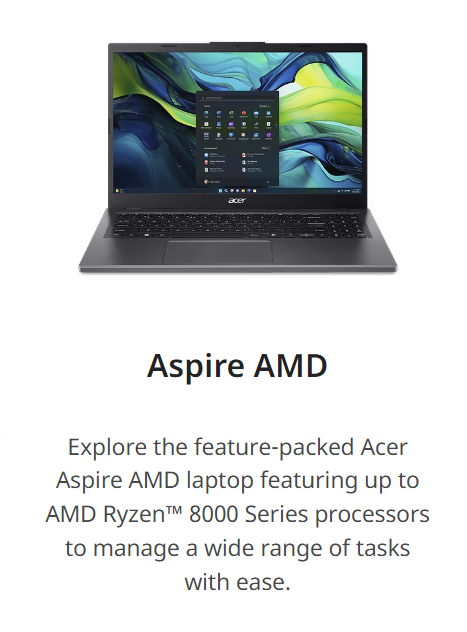 acer
Aspire AMD
Explore the feature-packed Acer
Aspire AMD laptop featuring up to
AMD Ryzen™ 8000 Series processors
to manage a wide range of tasks
with ease.